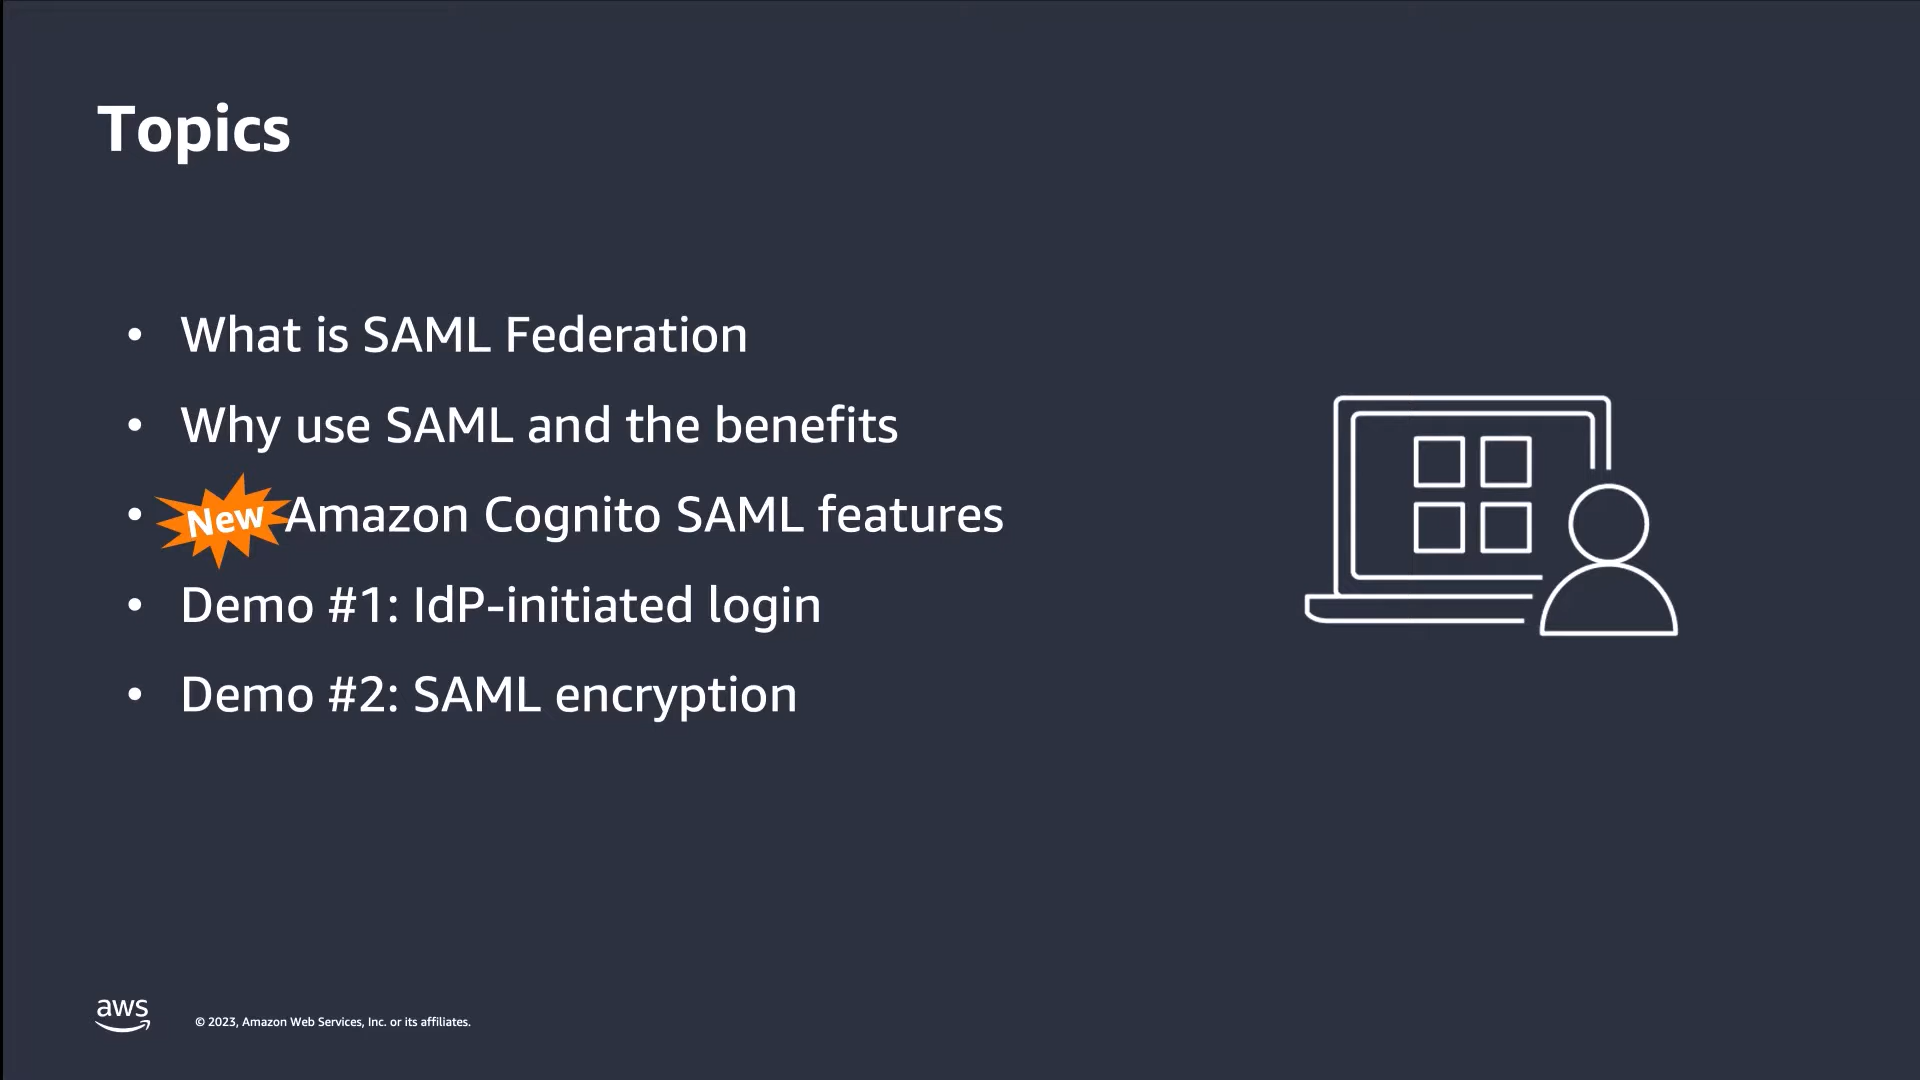 Topics
• What is SAML Federation
• Why use SAML and the benefits
• New Amazon Cognito SAML features
• Demo #1: IdP-initiated login
• Demo #2: SAML encryption
aws
© 2023, Amazon Web Services, Inc. or its affiliates.